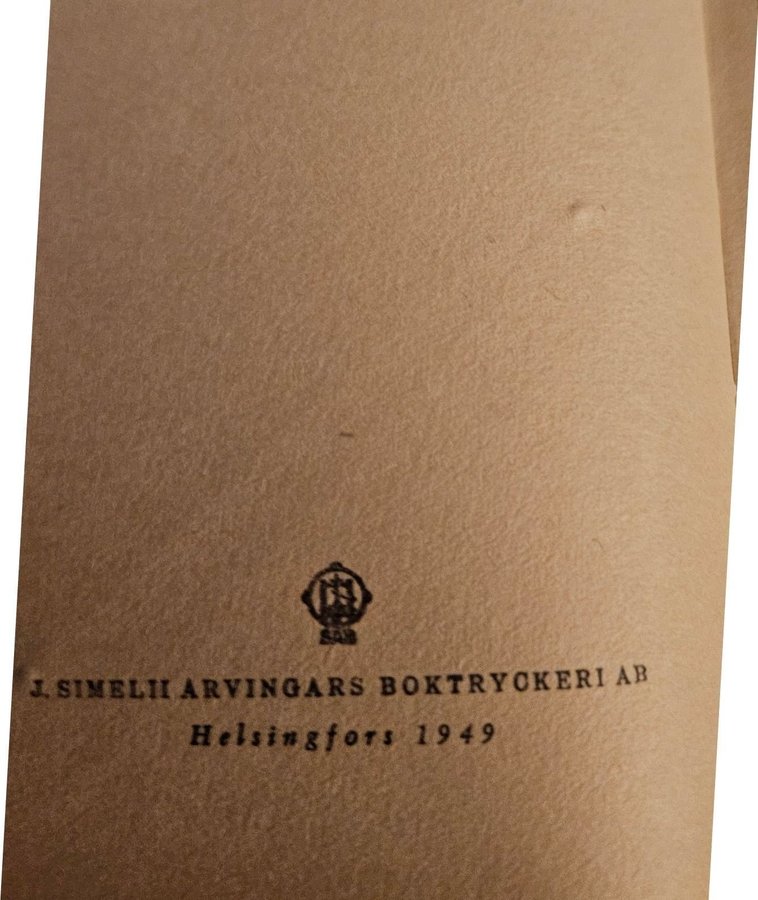 J. SIMELII ARVINGARS BOKTRYCKERI AB
Helsingfors 1949